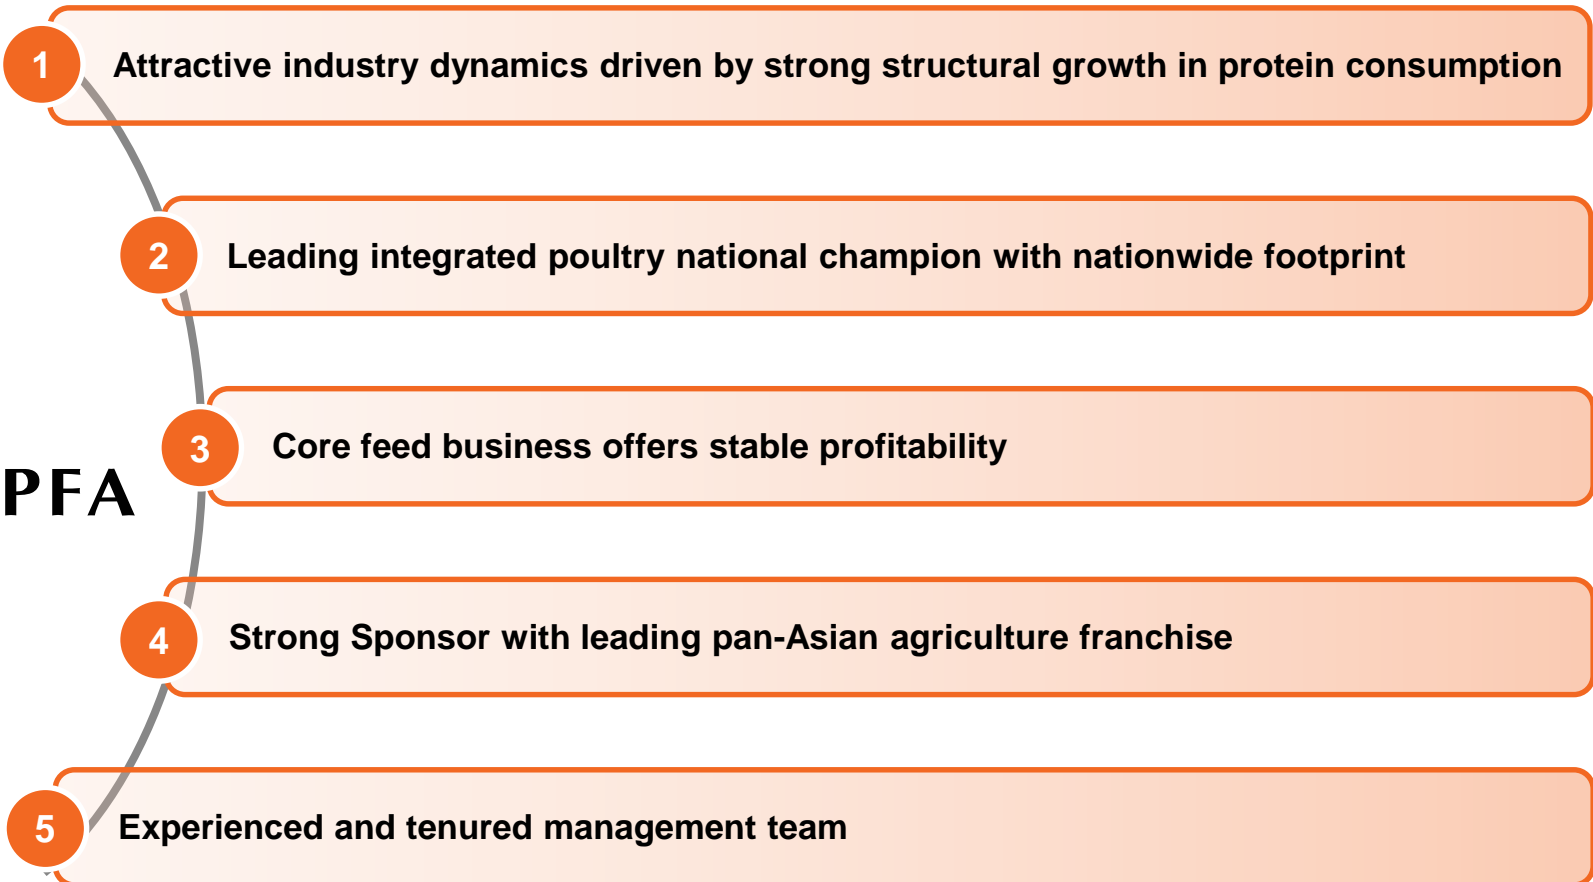 1
Attractive industry dynamics driven by strong structural growth in protein consumption
2
Leading integrated poultry national champion with nationwide footprint
3
Core feed business offers stable profitability
PFA
4
Strong Sponsor with leading pan-Asian agriculture franchise
5
Experienced and tenured management team